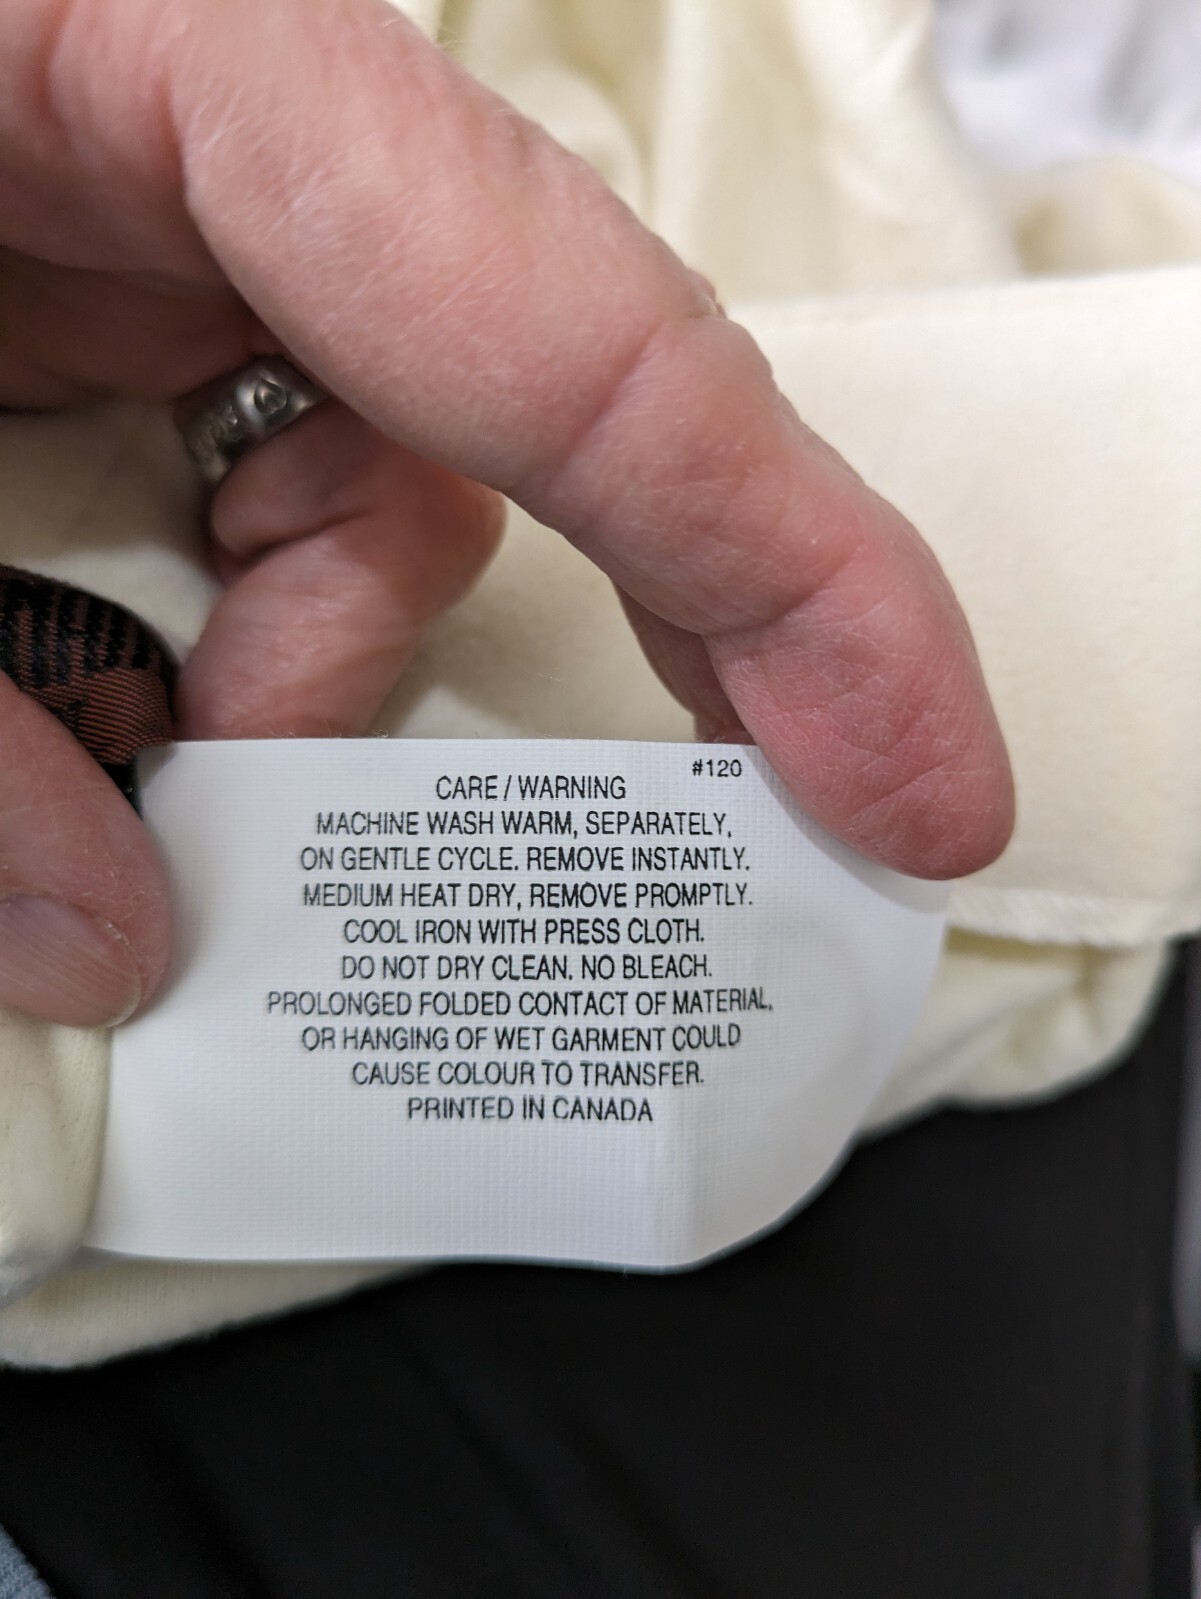 #120
CARE / WARNING
MACHINE WASH WARM, SEPARATELY,
ON GENTLE CYCLE. REMOVE INSTANTLY.
MEDIUM HEAT DRY, REMOVE PROMPTLY.
COOL IRON WITH PRESS CLOTH.
DO NOT DRY CLEAN. NO BLEACH.
PROLONGED FOLDED CONTACT OF MATERIAL,
OR HANGING OF WET GARMENT COULD
CAUSE COLOUR TO TRANSFER.
PRINTED IN CANADA